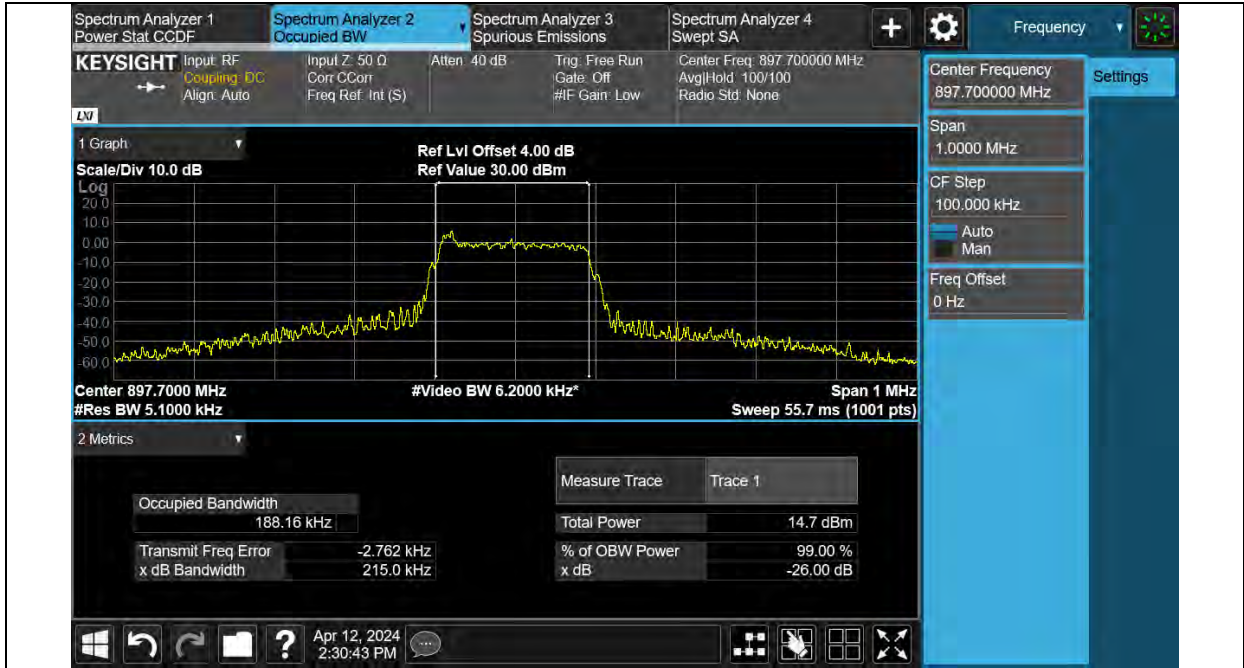 Spectrum Analyzer 1
Power Stat CCDF
Spectrum Analyzer 2
Occupied BW
Spectrum Analyzer 3
Spurious Emissions
Spectrum Analyzer 4
Swept SA
Frequency
KEYSIGHT
Input: RF
Coupling: DC
Align: Auto
Input Z: 50 Ω
Corr CCorr
Freq Ref: Int (S)
Atten: 40 dB
Trig: Free Run
Gate: Off
#IF Gain: Low
Center Freq: 897.700000 MHz
Avg|Hold: 100/100
Radio Std: None
LXI
Center Frequency
897.700000 MHz
Settings
Span
1.0000 MHz
CF Step
100.000 kHz
Auto
Man
Freq Offset
0 Hz
1 Graph
Scale/Div 10.0 dB
Ref Lvl Offset 4.00 dB
Ref Value 30.00 dBm
Log
20.0
10.0
0.00
-10.0
-20.0
-30.0
-40.0
-50.0
-60.0
Center 897.7000 MHz
#Res BW 5.1000 kHz
#Video BW 6.2000 kHz*
Span 1 MHz
Sweep 55.7 ms (1001 pts)
2 Metrics
Measure Trace Trace 1
Occupied Bandwidth
188.16 kHz
Total Power 14.7 dBm
Transmit Freq Error -2.762 kHz
% of OBW Power 99.00 %
x dB Bandwidth 215.0 kHz
x dB -26.00 dB
?
Apr 12, 2024
2:30:43 PM